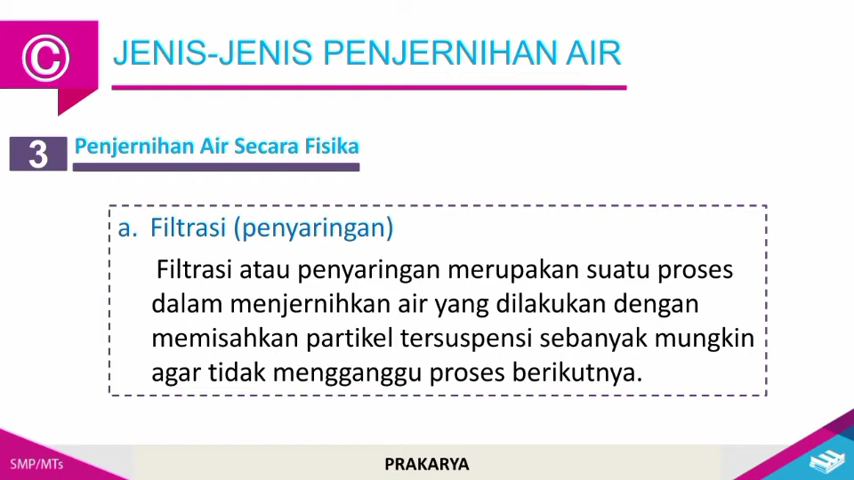 ©
JENIS-JENIS PENJERNIHAN AIR
3
Penjernihan Air Secara Fisika
a. Filtrasi (penyaringan)
Filtrasi atau penyaringan merupakan suatu proses
dalam menjernihkan air yang dilakukan dengan
memisahkan partikel tersuspensi sebanyak mungkin
agar tidak mengganggu proses berikutnya.
SMP/MTs
PRAKARYA